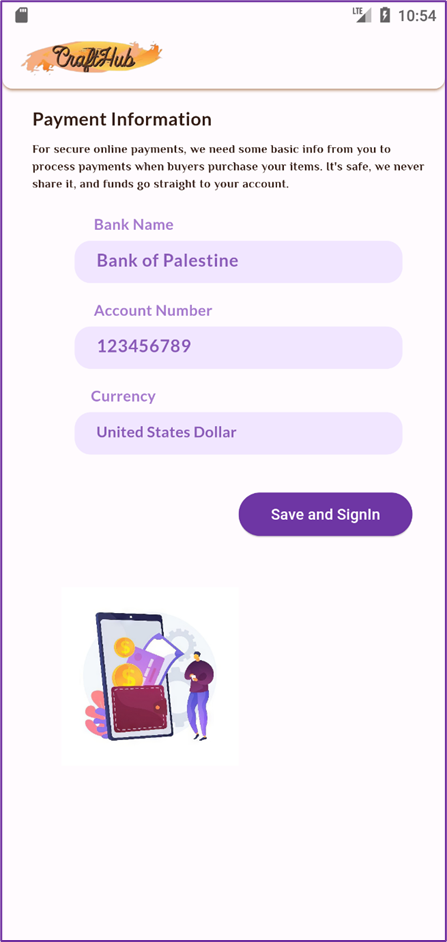 LTE 10:54
CraftHub
Payment Information
For secure online payments, we need some basic info from you to
process payments when buyers purchase your items. It's safe, we never
share it, and funds go straight to your account.
Bank Name
Bank of Palestine
Account Number
123456789
Currency
United States Dollar
Save and SignIn
$
$